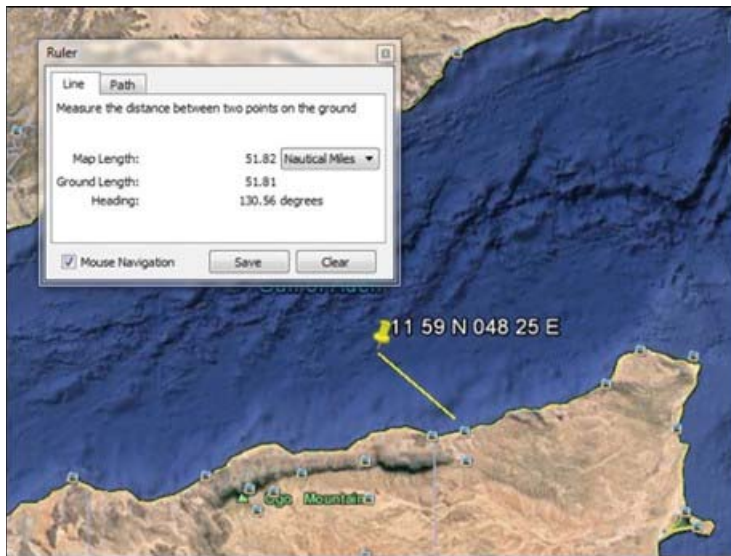 Ruler
Line Path
Measure the distance between two points on the ground
Map Length: 51.82 Nautical Miles
Ground Length: 51.81
Heading: 130.56 degrees
Mouse Navigation Save Clear
11 59 N 048 25 E
Ogo Mountains